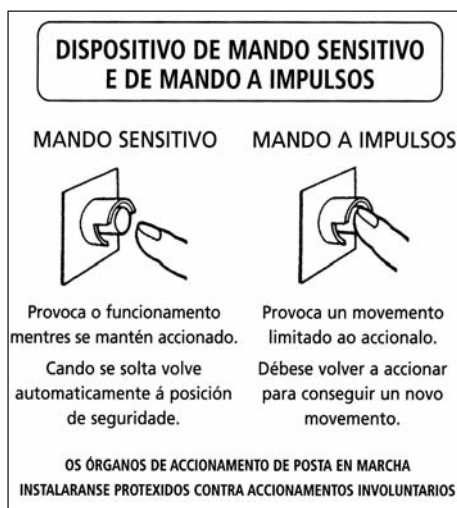 DISPOSITIVO DE MANDO SENSITIVO
E DE MANDO A IMPULSOS
MANDO SENSITIVO
Provoca o funcionamento
mentres se mantén accionado.
Cando se solta volve
automaticamente á posición
de seguridade.
MANDO A IMPULSOS
Provoca un movemento
limitado ao accionalo.
Débese volver a accionar
para conseguir un novo
movemento.
OS ÓRGANOS DE ACCIONAMENTO DE POSTA EN MARCHA
INSTALARANSE PROTEXIDOS CONTRA ACCIONAMENTOS INVOLUNTARIOS